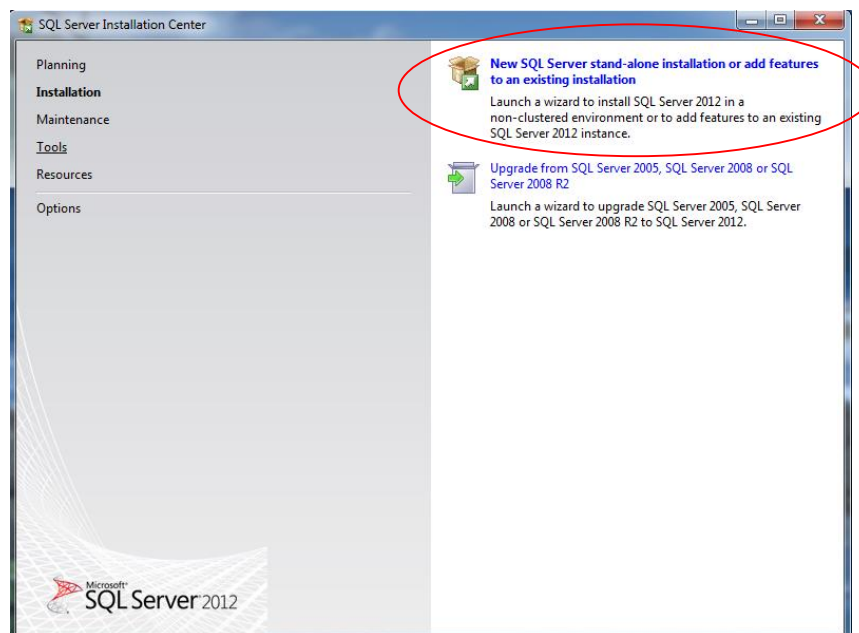 SQL Server Installation Center
Planning
Installation
Maintenance
Tools
Resources
Options
New SQL Server stand-alone installation or add features
to an existing installation
Launch a wizard to install SQL Server 2012 in a
non-clustered environment or to add features to an existing
SQL Server 2012 instance.
Upgrade from SQL Server 2005, SQL Server 2008 or SQL
Server 2008 R2
Launch a wizard to upgrade SQL Server 2005, SQL Server
2008 or SQL Server 2008 R2 to SQL Server 2012.
Microsoft®
SQL Server® 2012